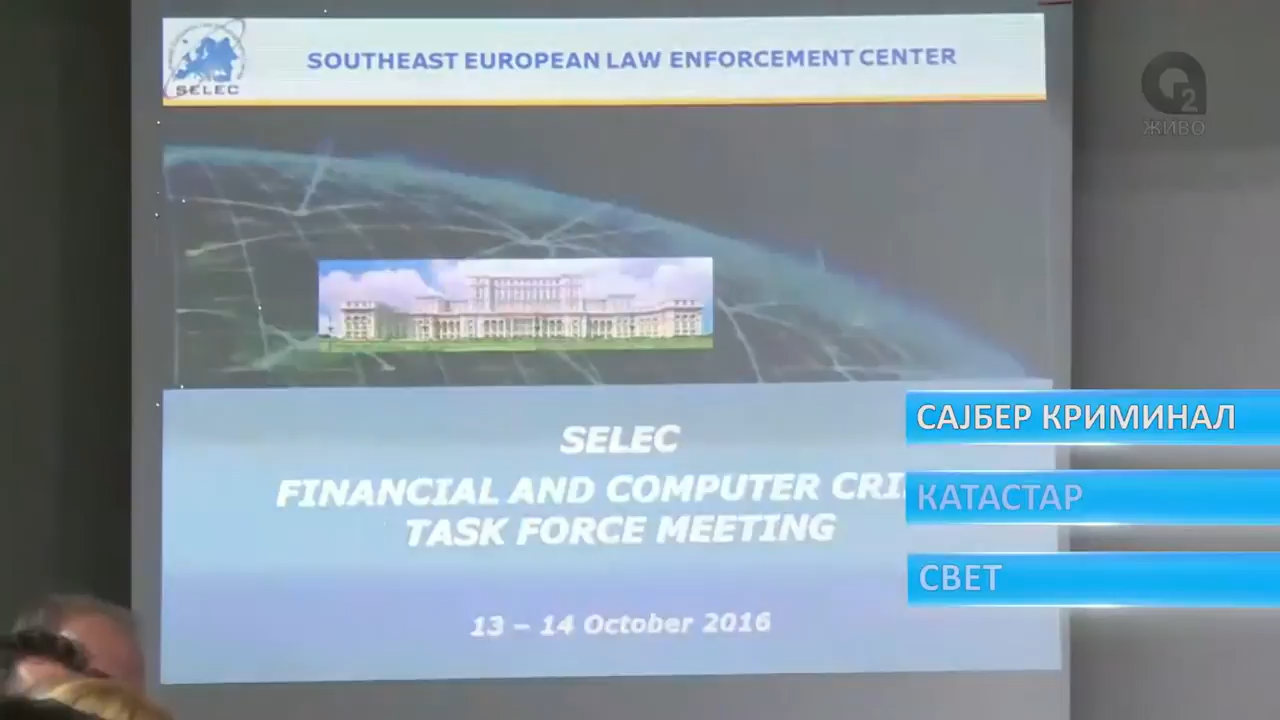 SELEC
SOUTHEAST EUROPEAN LAW ENFORCEMENT CENTER
2
ЖИВО
SELEC
FINANCIAL AND COMPUTER
TASK FORCE MEETING
13 – 14 October 2016
САЈБЕР КРИМИНАЛ
КАТАСТАР
СВЕТ